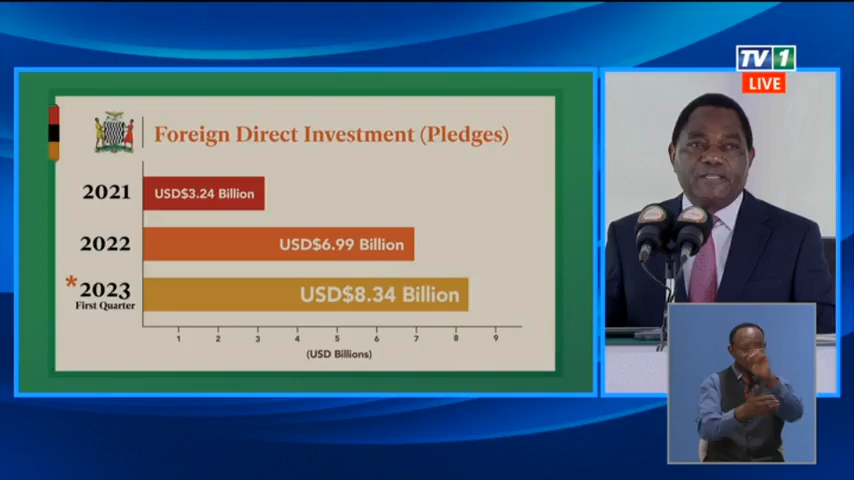 TV1
LIVE
Foreign Direct Investment (Pledges)
2021
USD$3.24 Billion
2022
USD$6.99 Billion
*2023
First Quarter
USD$8.34 Billion
1 2 3 4 5 6 7 8 9
(USD Billions)